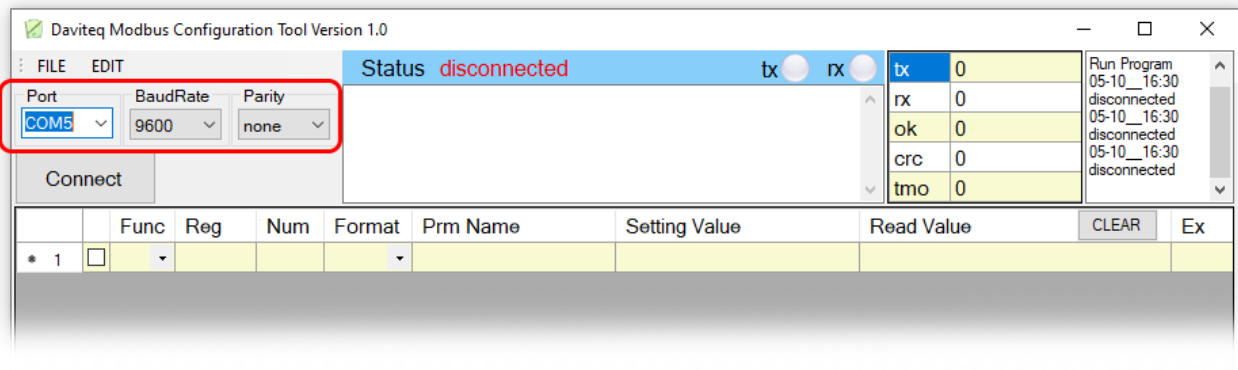 Daviteq Modbus Configuration Tool Version 1.0
FILE EDIT
Status disconnected tx rx
Port BaudRate Parity
COM5 9600 none
Connect
tx 0
rx 0
ok 0
crc 0
tmo 0
Run Program
05-10__16:30
disconnected
05-10__16:30
disconnected
05-10__16:30
disconnected
Func Reg Num Format Prm Name Setting Value Read Value CLEAR Ex
* 1